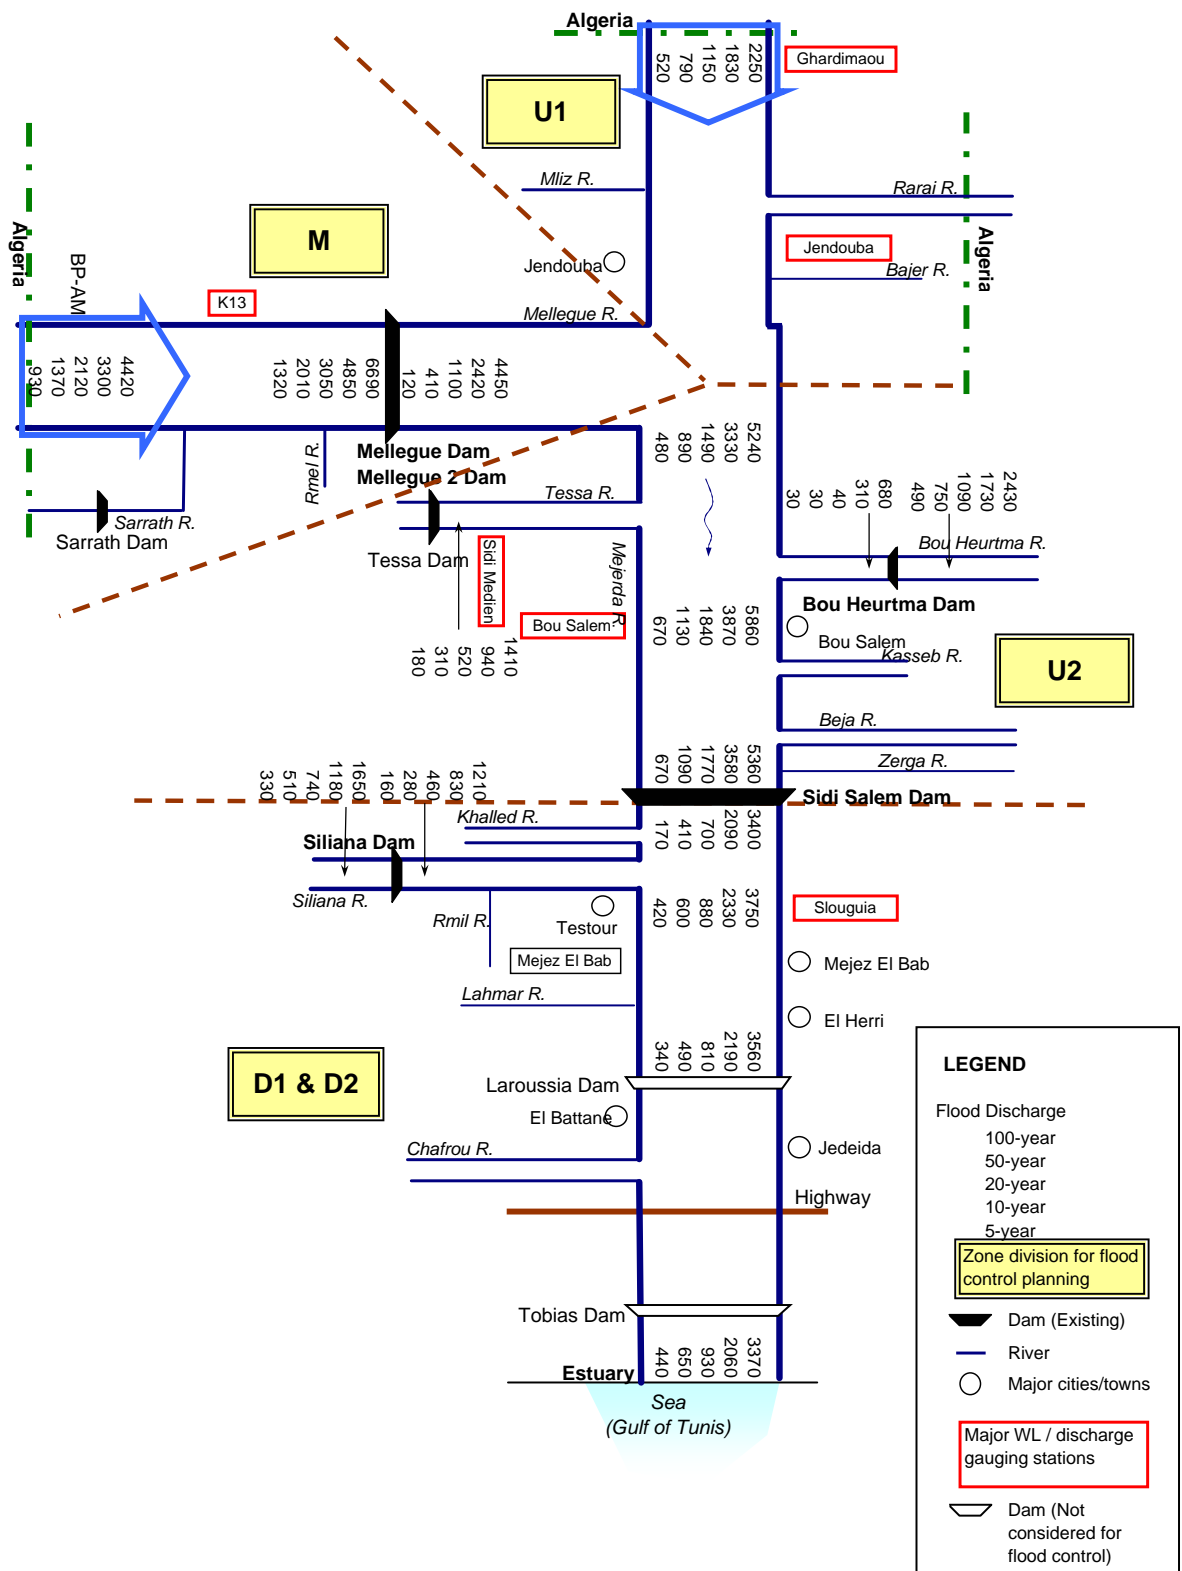 Algeria
2250
1830
1150
790
520
Ghardimaou
U1
Mliz R.
Rarai R.
Algeria
BP-AM
M
Jendouba
Jendouba
Bajer R.
Algeria
K13
Mellegue R.
4420
3300
2120
1370
930
6690
4850
3050
2010
1320
4450
2420
1100
410
120
Rmel R.
Mellegue Dam
Mellegue 2 Dam
5240
3330
1490
890
480
2430
1730
1090
750
490
680
310
40
30
30
Tessa R.
Sarrath R.
Sarrath Dam
Tessa Dam
Sidi Medien
Mejerda R.
Bou Heurtma R.
Bou Heurtma Dam
Bou Salem
5860
3870
1840
1130
670
Bou Salem
Kasseb R.
1410
940
520
310
180
U2
Beja R.
Zerga R.
5360
3580
1770
1090
670
1650
1180
740
510
330
1210
830
460
280
160
Sidi Salem Dam
Khalled R.
3400
2090
700
410
170
Siliana Dam
Siliana R.
Rmil R.
Testour
3750
2330
880
600
420
Slouguia
Mejez El Bab
Mejez El Bab
Lahmar R.
El Herri
3560
2190
810
490
340
D1 & D2
Laroussia Dam
El Battane
Chafrou R.
Jedeida
Highway
Tobias Dam
3370
2060
930
650
440
Estuary
Sea
(Gulf of Tunis)
LEGEND
Flood Discharge
100-year
50-year
20-year
10-year
5-year
Zone division for flood
control planning
Dam (Existing)
River
Major cities/towns
Major WL / discharge
gauging stations
Dam (Not
considered for
flood control)